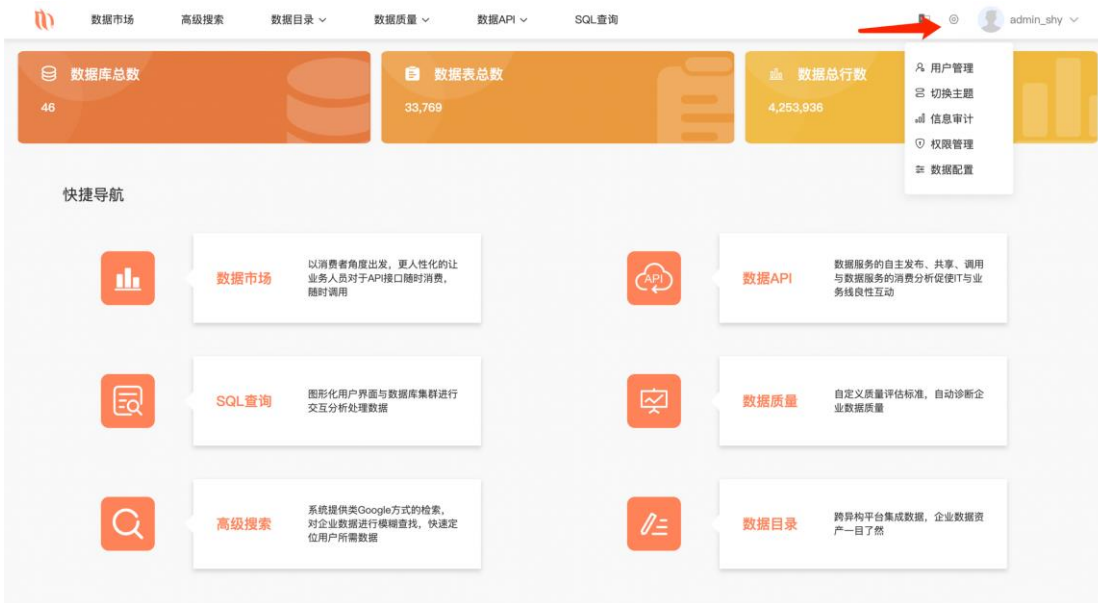 数据市场
高级搜索
数据目录
数据质量
数据API
SQL查询
admin_shy
数据库总数
46
数据表总数
33,769
数据总行数
4,253,936
用户管理
切换主题
信息审计
权限管理
数据配置
快捷导航
数据市场
以消费者角度出发，更人性化的让
业务人员对于API接口随时消费，
随时调用
API
数据API
数据服务的自主发布、共享、调用
与数据服务的消费分析促使IT与业
务线良性互动
SQL查询
图形化用户界面与数据库集群进行
交互分析处理数据
数据质量
自定义质量评估标准，自动诊断企
业数据质量
高级搜索
系统提供类Google方式的检索，
对企业数据进行模糊查找，快速定
位用户所需数据
数据目录
跨异构平台集成数据，企业数据资
产一目了然